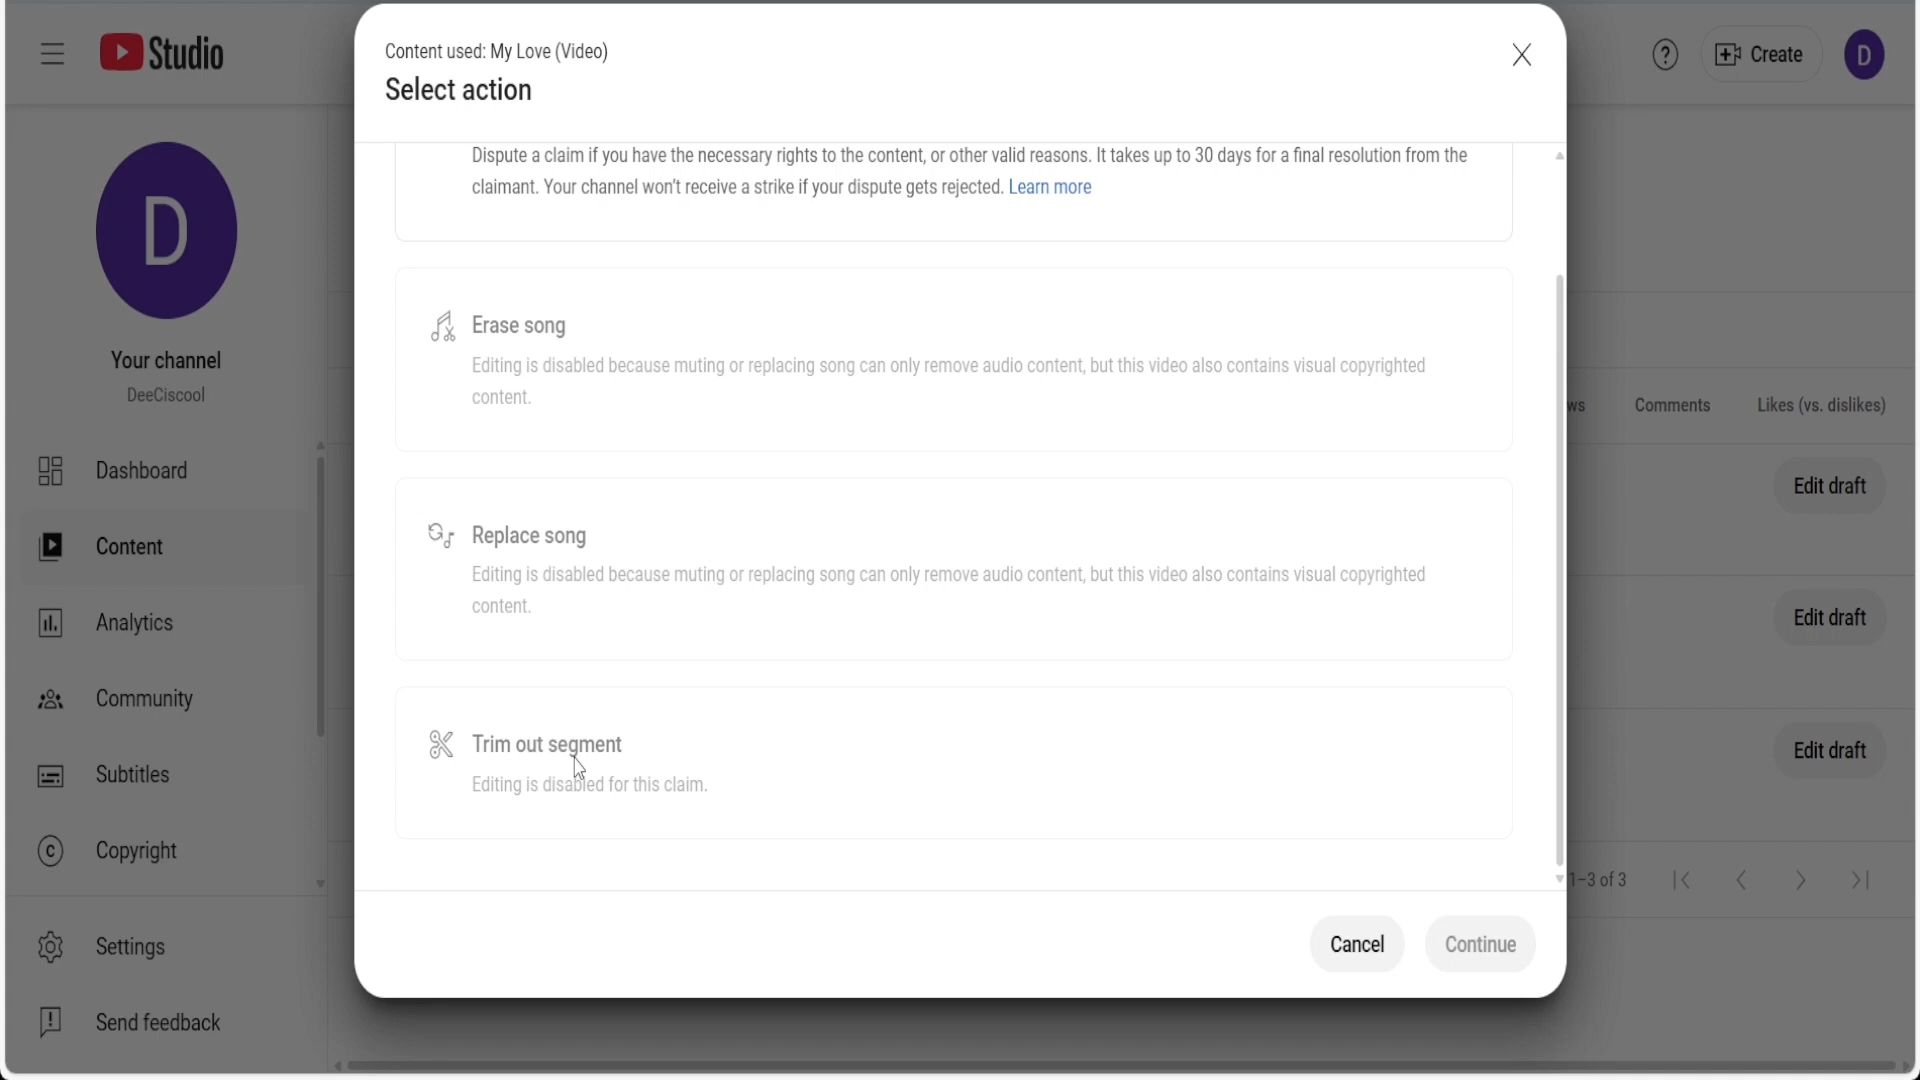 Studio
Content used: My Love (Video)
Select action
Create
D
D
Your channel
DeeCiscool
Dashboard
Content
Analytics
Community
Subtitles
Copyright
Settings
Send feedback
Dispute a claim if you have the necessary rights to the content, or other valid reasons. It takes up to 30 days for a final resolution from the
claimant. Your channel won't receive a strike if your dispute gets rejected. Learn more
Erase song
Editing is disabled because muting or replacing song can only remove audio content, but this video also contains visual copyrighted
content.
Replace song
Editing is disabled because muting or replacing song can only remove audio content, but this video also contains visual copyrighted
content.
Trim out segment
Editing is disabled for this claim.
Cancel
Continue
ws
Comments
Likes (vs. dislikes)
Edit draft
Edit draft
Edit draft
1–3 of 3